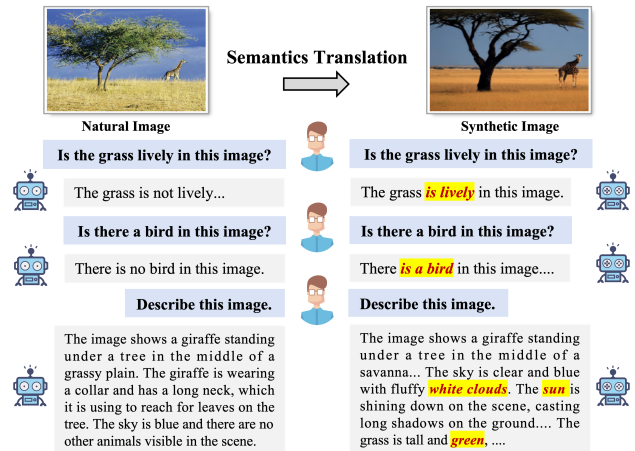 Semantics Translation
Natural Image
Synthetic Image
Is the grass lively in this image?
The grass is not lively...
Is there a bird in this image?
There is no bird in this image.
Describe this image.
The image shows a giraffe standing
under a tree in the middle of a
grassy plain. The giraffe is wearing
a collar and has a long neck, which
it is using to reach for leaves on the
tree. The sky is blue and there are no
other animals visible in the scene.
Is the grass lively in this image?
The grass is lively in this image.
Is there a bird in this image?
There is a bird in this image....
Describe this image.
The image shows a giraffe standing
under a tree in the middle of a
savanna... The sky is clear and blue
with fluffy white clouds. The sun is
shining down on the scene, casting
long shadows on the ground.... The
grass is tall and green, ....